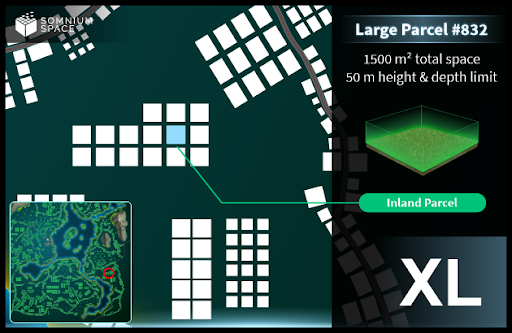 SOMNIUM
SPACE
Large Parcel #832
1500 m² total space
50 m height & depth limit
Inland Parcel
XL